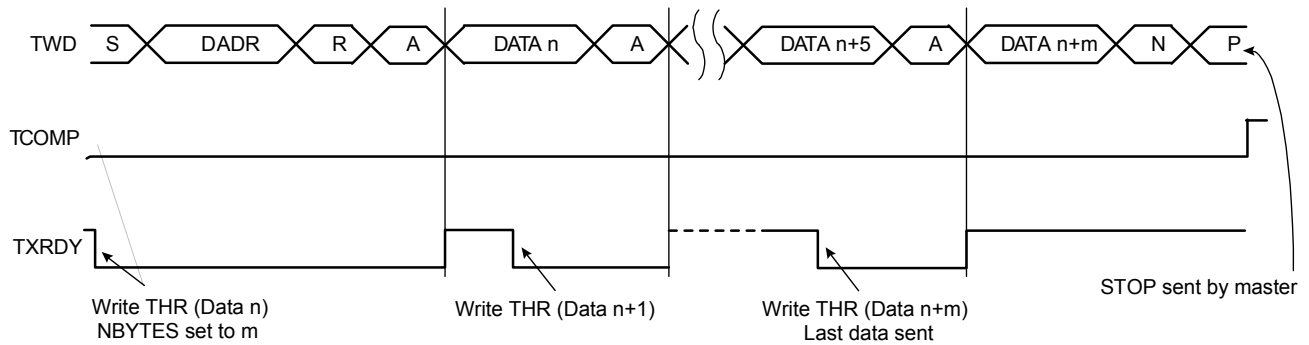 TWD S DADR R A DATA n A DATA n+5 A DATA n+m N P
TCOMP
TXRDY
Write THR (Data n)
NBYTES set to m
Write THR (Data n+1)
Write THR (Data n+m)
Last data sent
STOP sent by master